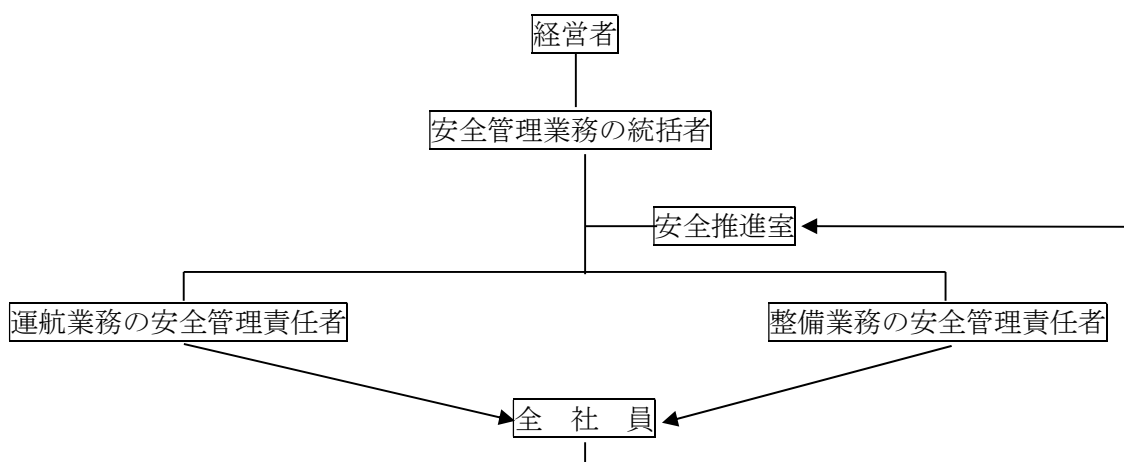 経営者
安全管理業務の統括者
安全推進室
運航業務の安全管理責任者
整備業務の安全管理責任者
全　社　員